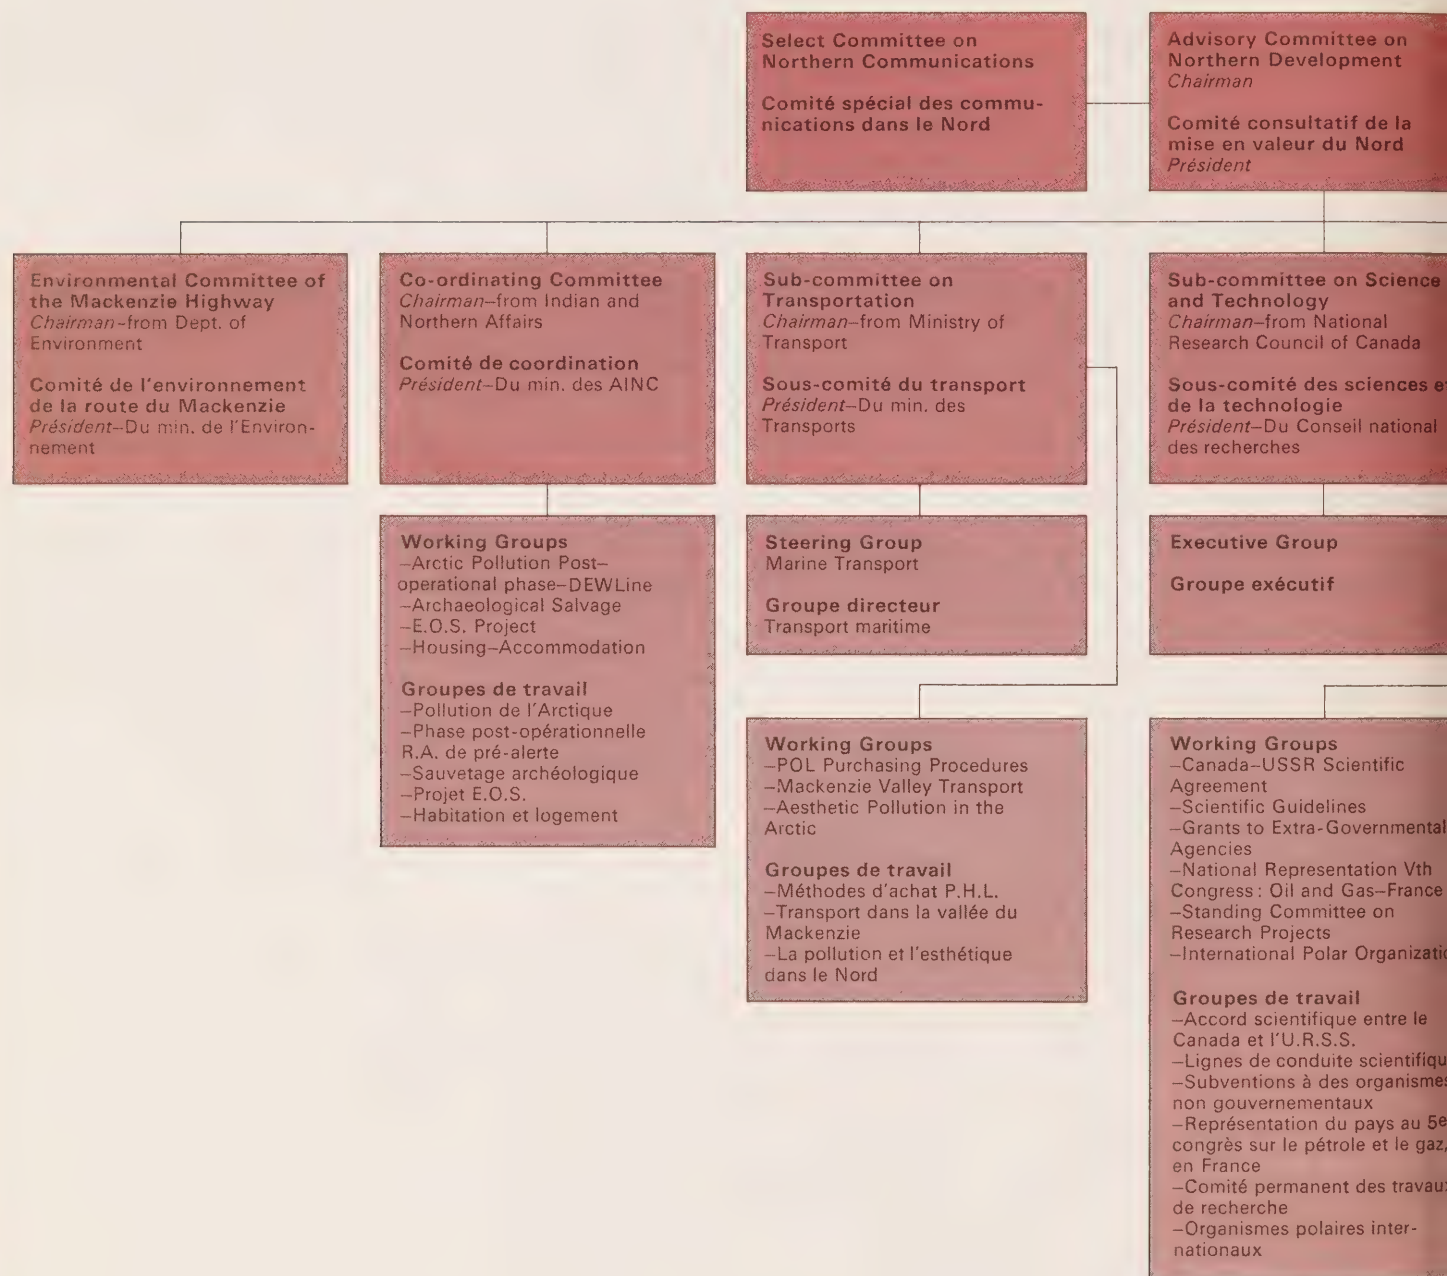 Select Committee on
Northern Communications
Comité spécial des commu-
nications dans le Nord
Advisory Committee on
Northern Development
Chairman
Comité consultatif de la
mise en valeur du Nord
Président
Environmental Committee of
the Mackenzie Highway
Chairman-from Dept. of
Environment
Comité de l'environnement
de la route du Mackenzie
Président-Du min. de l'Environ-
nement
Co-ordinating Committee
Chairman–from Indian and
Northern Affairs
Comité de coordination
Président–Du min. des AINC
Sub-committee on
Transportation
Chairman–from Ministry of
Transport
Sous-comité du transport
Président–Du min. des
Transports
Sub-committee on Science
and Technology
Chairman–from National
Research Council of Canada
Sous-comité des sciences et
de la technologie
Président–Du Conseil national
des recherches
Working Groups
–Arctic Pollution Post–
operational phase–DEWLine
–Archaeological Salvage
–E.O.S. Project
–Housing–Accommodation
Groupes de travail
–Pollution de l'Arctique
–Phase post-opérationnelle
R.A. de pré-alerte
–Sauvetage archéologique
–Projet E.O.S.
–Habitation et logement
Steering Group
Marine Transport
Groupe directeur
Transport maritime
Executive Group
Groupe exécutif
Working Groups
–POL Purchasing Procedures
–Mackenzie Valley Transport
–Aesthetic Pollution in the
Arctic
Groupes de travail
–Méthodes d'achat P.H.L.
–Transport dans la vallée du
Mackenzie
–La pollution et l'esthétique
dans le Nord
Working Groups
–Canada–USSR Scientific
Agreement
–Scientific Guidelines
–Grants to Extra-Governmental
Agencies
–National Representation Vth
Congress: Oil and Gas–France
–Standing Committee on
Research Projects
–International Polar Organizatio
Groupes de travail
–Accord scientifique entre le
Canada et l'U.R.S.S.
–Lignes de conduite scientifiqu
–Subventions à des organismes
non gouvernementaux
–Représentation du pays au 5e
congrès sur le pétrole et le gaz,
en France
–Comité permanent des travaux
de recherche
–Organismes polaires inter-
nationaux